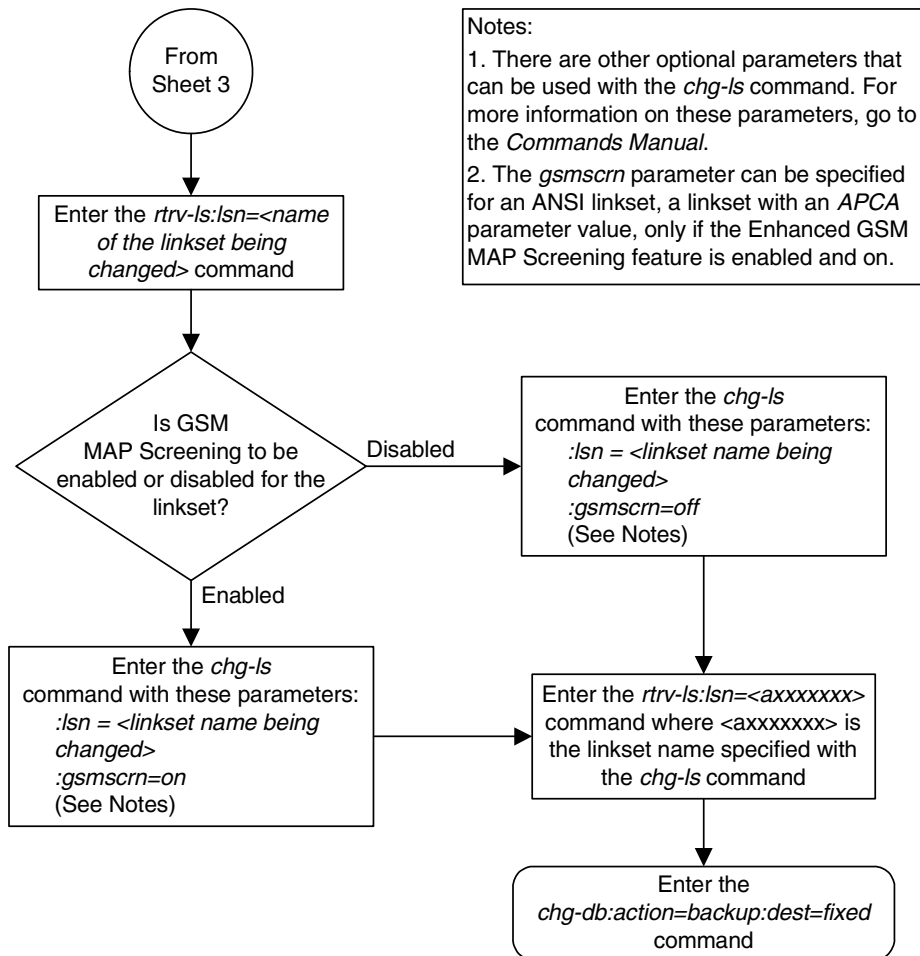 From
Sheet 3
Notes:
1. There are other optional parameters that
can be used with the chg-ls command. For
more information on these parameters, go to
the Commands Manual.
2. The gsmscrn parameter can be specified
for an ANSI linkset, a linkset with an APCA
parameter value, only if the Enhanced GSM
MAP Screening feature is enabled and on.
Enter the rtrv-ls:lsn=<name
of the linkset being
changed> command
Is GSM
MAP Screening to be
enabled or disabled for the
linkset?
Disabled
Enter the chg-ls
command with these parameters:
:lsn = <linkset name being
changed>
:gsmscrn=off
(See Notes)
Enabled
Enter the chg-ls
command with these parameters:
:lsn = <linkset name being
changed>
:gsmscrn=on
(See Notes)
Enter the rtrv-ls:lsn=<axxxxxxx>
command where <axxxxxxx> is
the linkset name specified with
the chg-ls command
Enter the
chg-db:action=backup:dest=fixed
command